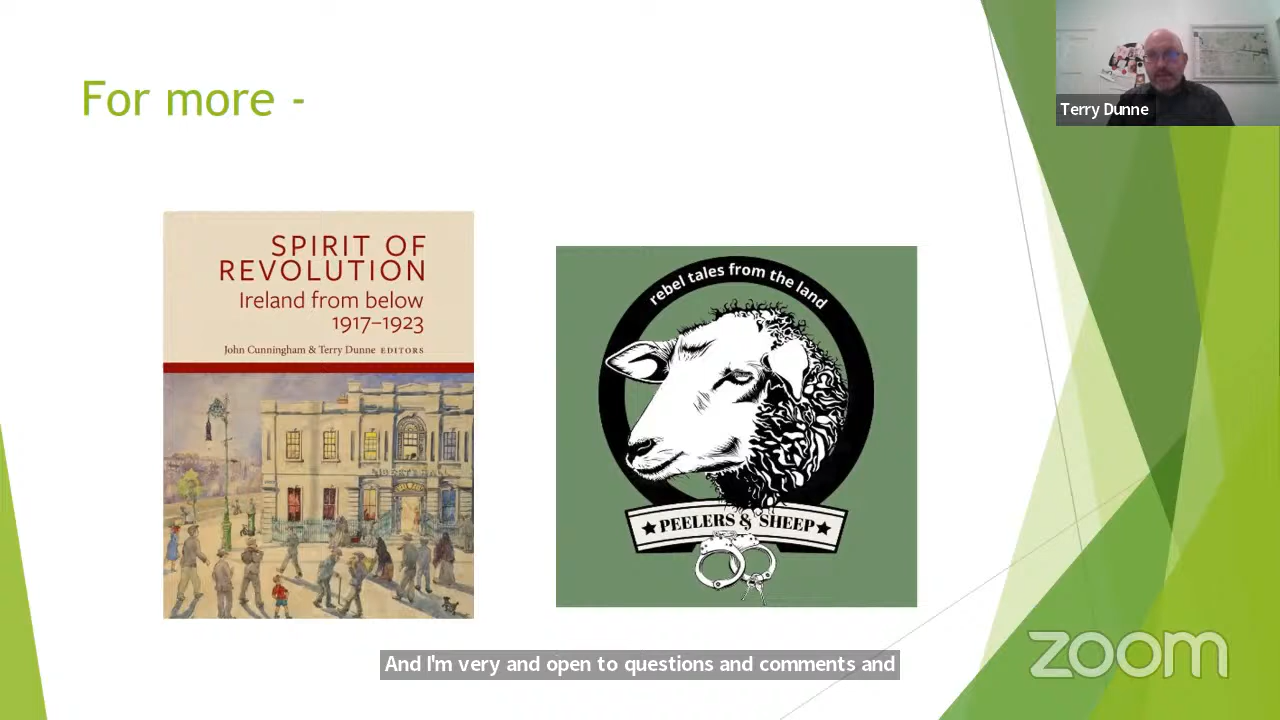 For more -
Terry Dunne
SPIRIT OF
REVOLUTION
Ireland from below
1917–1923
John Cunningham & Terry Dunne EDITORS
rebel tales from the land
PEELERS & SHEEP
And I'm very and open to questions and comments and
zoom